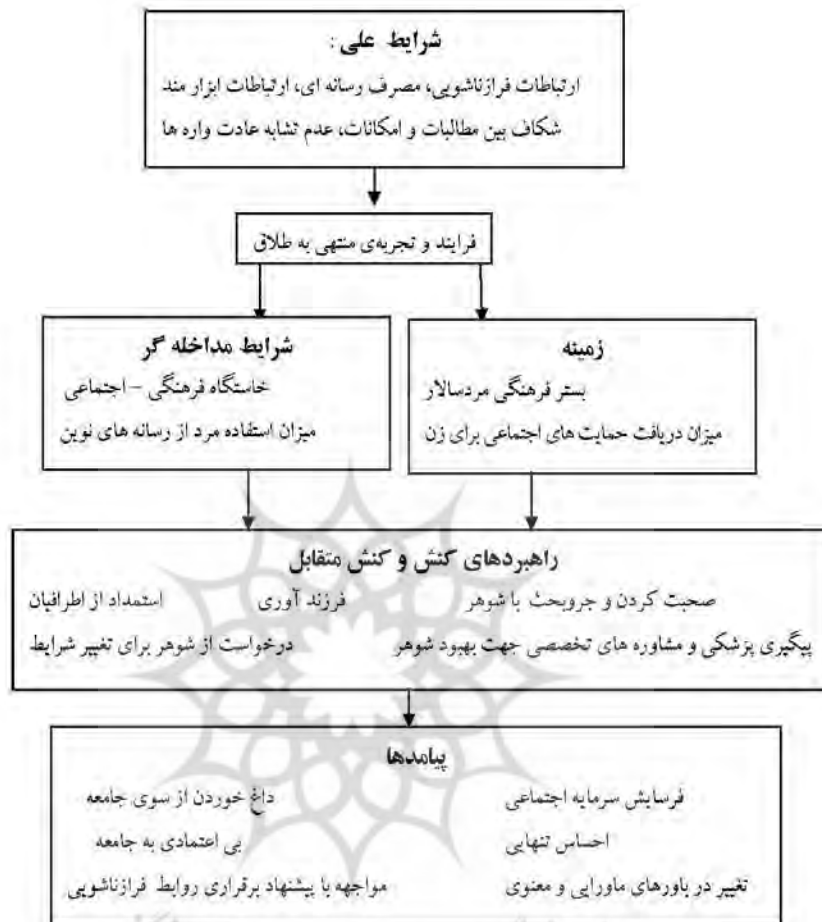 شرایط علی:
ارتباطات فرازناشویی، مصرف رسانه ای، ارتباطات ابزار مند
شکاف بین مطالبات و امکانات، عدم تشابه عادت واره ها
فرایند و تجربه‌ی منتهی به طلاق
زمینه
بستر فرهنگی مردسالار
میزان دریافت حمایت های اجتماعی برای زن
شرایط مداخله گر
خاستگاه فرهنگی – اجتماعی
میزان استفاده مرد از رسانه های نوین
راهبردهای کنش و کنش متقابل
صحبت کردن و جروبحث با شوهر فرزند آوری استمداد از اطرافیان
پیگیری پزشکی و مشاوره های تخصصی جهت بهبود شوهر درخواست از شوهر برای تغییر شرایط
پیامدها
فرسایش سرمایه اجتماعی داغ خوردن از سوی جامعه
احساس تنهایی بی اعتمادی به جامعه
تغییر در باورهای ماورایی و معنوی مواجهه با پیشنهاد برقراری روابط فرازناشویی